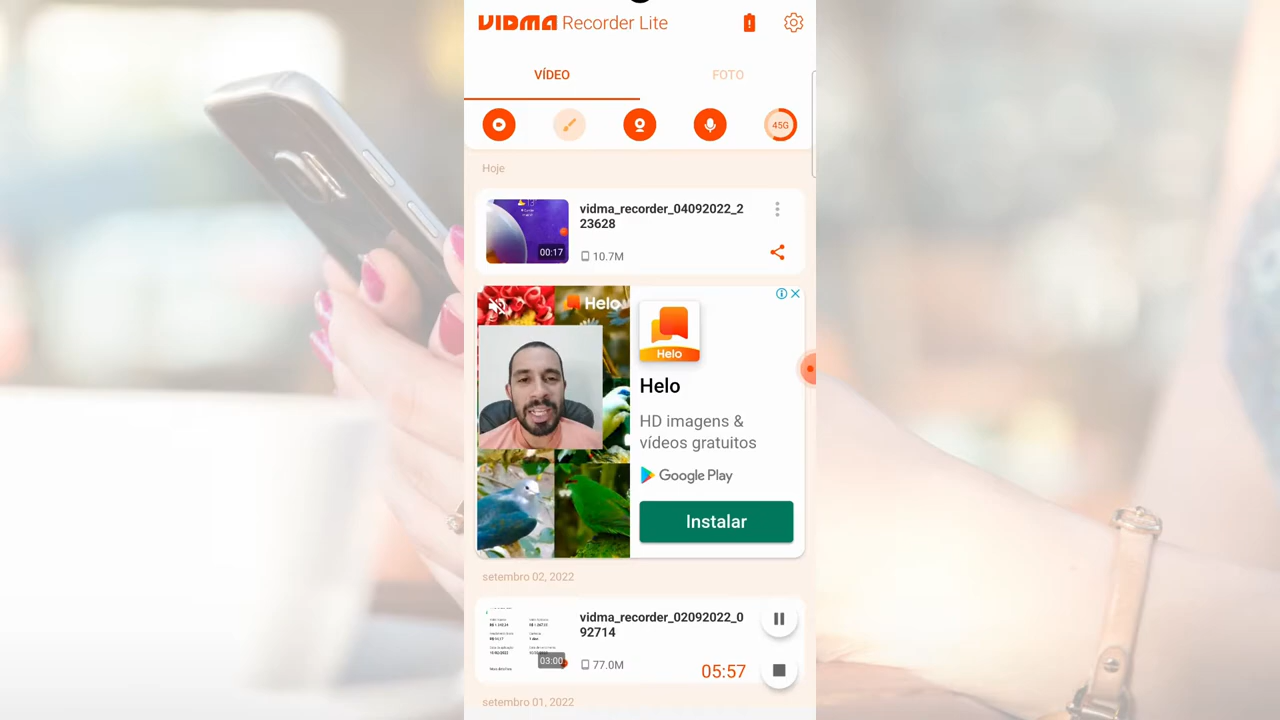 VIDMA Recorder Lite
VÍDEO
FOTO
45G
Hoje
vidma_recorder_04092022_2
23628
00:17
10.7M
Helo
Helo
Helo
HD imagens &
vídeos gratuitos
Google Play
Instalar
setembro 02, 2022
vidma_recorder_02092022_0
92714
03:00
77.0M
05:57
setembro 01, 2022